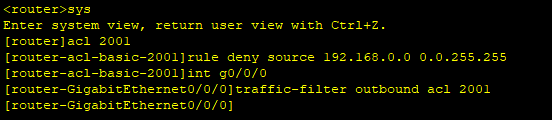 <router>sys
Enter system view, return user view with Ctrl+Z.
[router]acl 2001
[router-acl-basic-2001]rule deny source 192.168.0.0 0.0.255.255
[router-acl-basic-2001]int g0/0/0
[router-GigabitEthernet0/0/0]traffic-filter outbound acl 2001
[router-GigabitEthernet0/0/0]